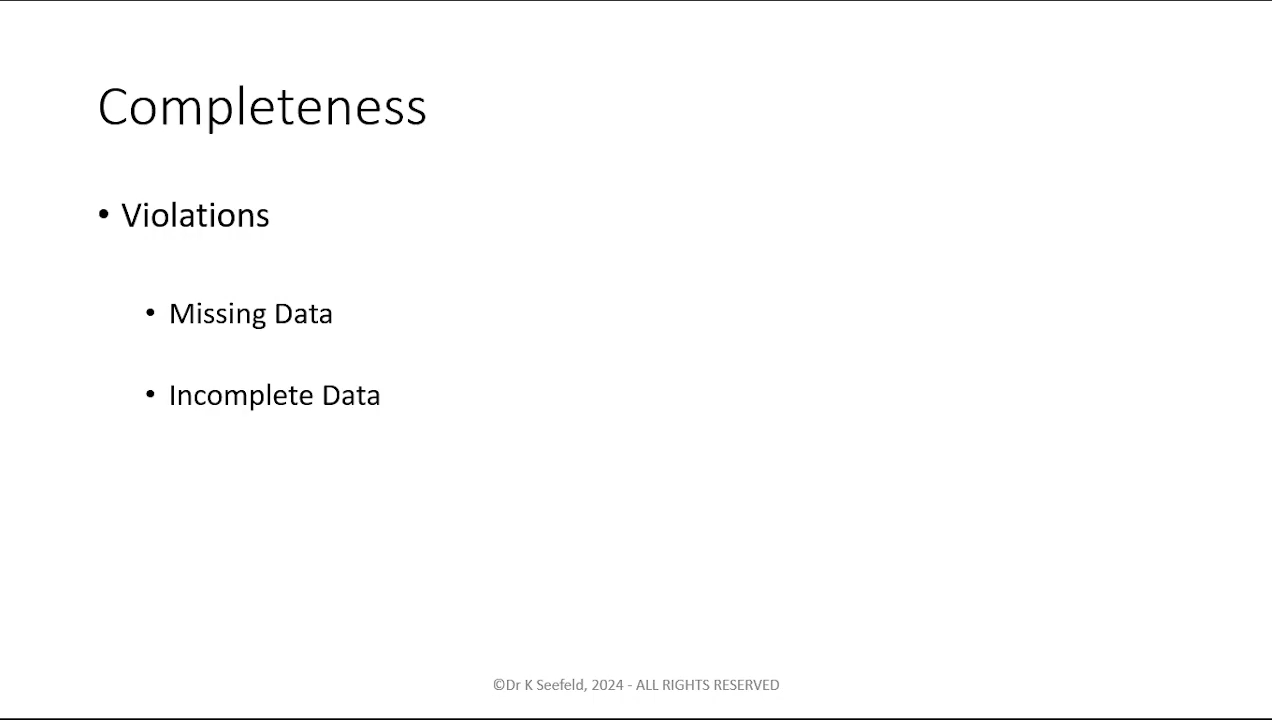 Completeness
• Violations
• Missing Data
• Incomplete Data
©Dr K Seefeld, 2024 - ALL RIGHTS RESERVED